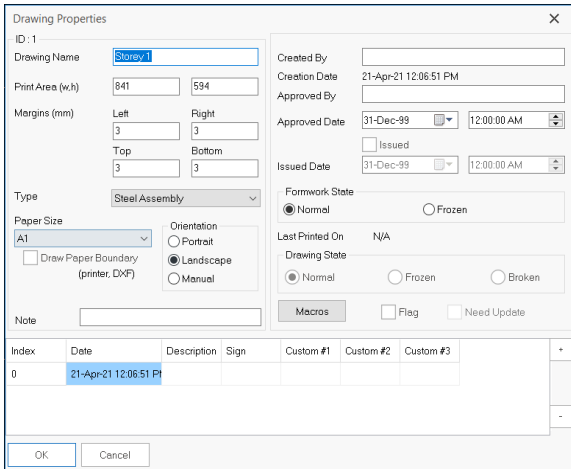 Drawing Properties
ID : 1
Drawing Name Storey 1
Print Area (w,h) 841 594
Margins (mm) Left Right
3 3
Top Bottom
3 3
Type Steel Assembly
Paper Size
A1
Draw Paper Boundary
(printer, DXF)
Orientation
Portrait
Landscape
Manual
Note
Created By
Creation Date 21-Apr-21 12:06:51 PM
Approved By
Approved Date 31-Dec-99 12:00:00 AM
Issued
Issued Date 31-Dec-99 12:00:00 AM
Formwork State
Normal Frozen
Last Printed On N/A
Drawing State
Normal Frozen Broken
Macros Flag Need Update
Index Date Description Sign Custom #1 Custom #2 Custom #3 +
0 21-Apr-21 12:06:51 PM
-
OK Cancel